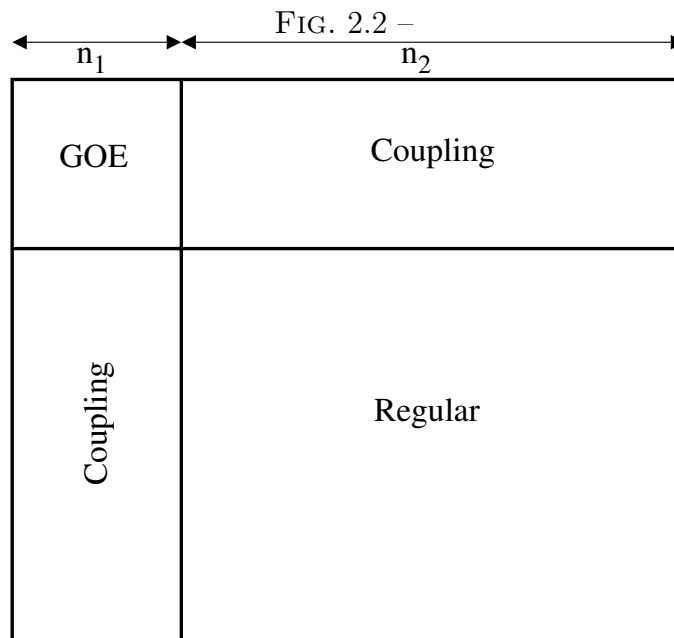 FIG. 2.2 –
n₁ n₂
GOE Coupling
Coupling Regular